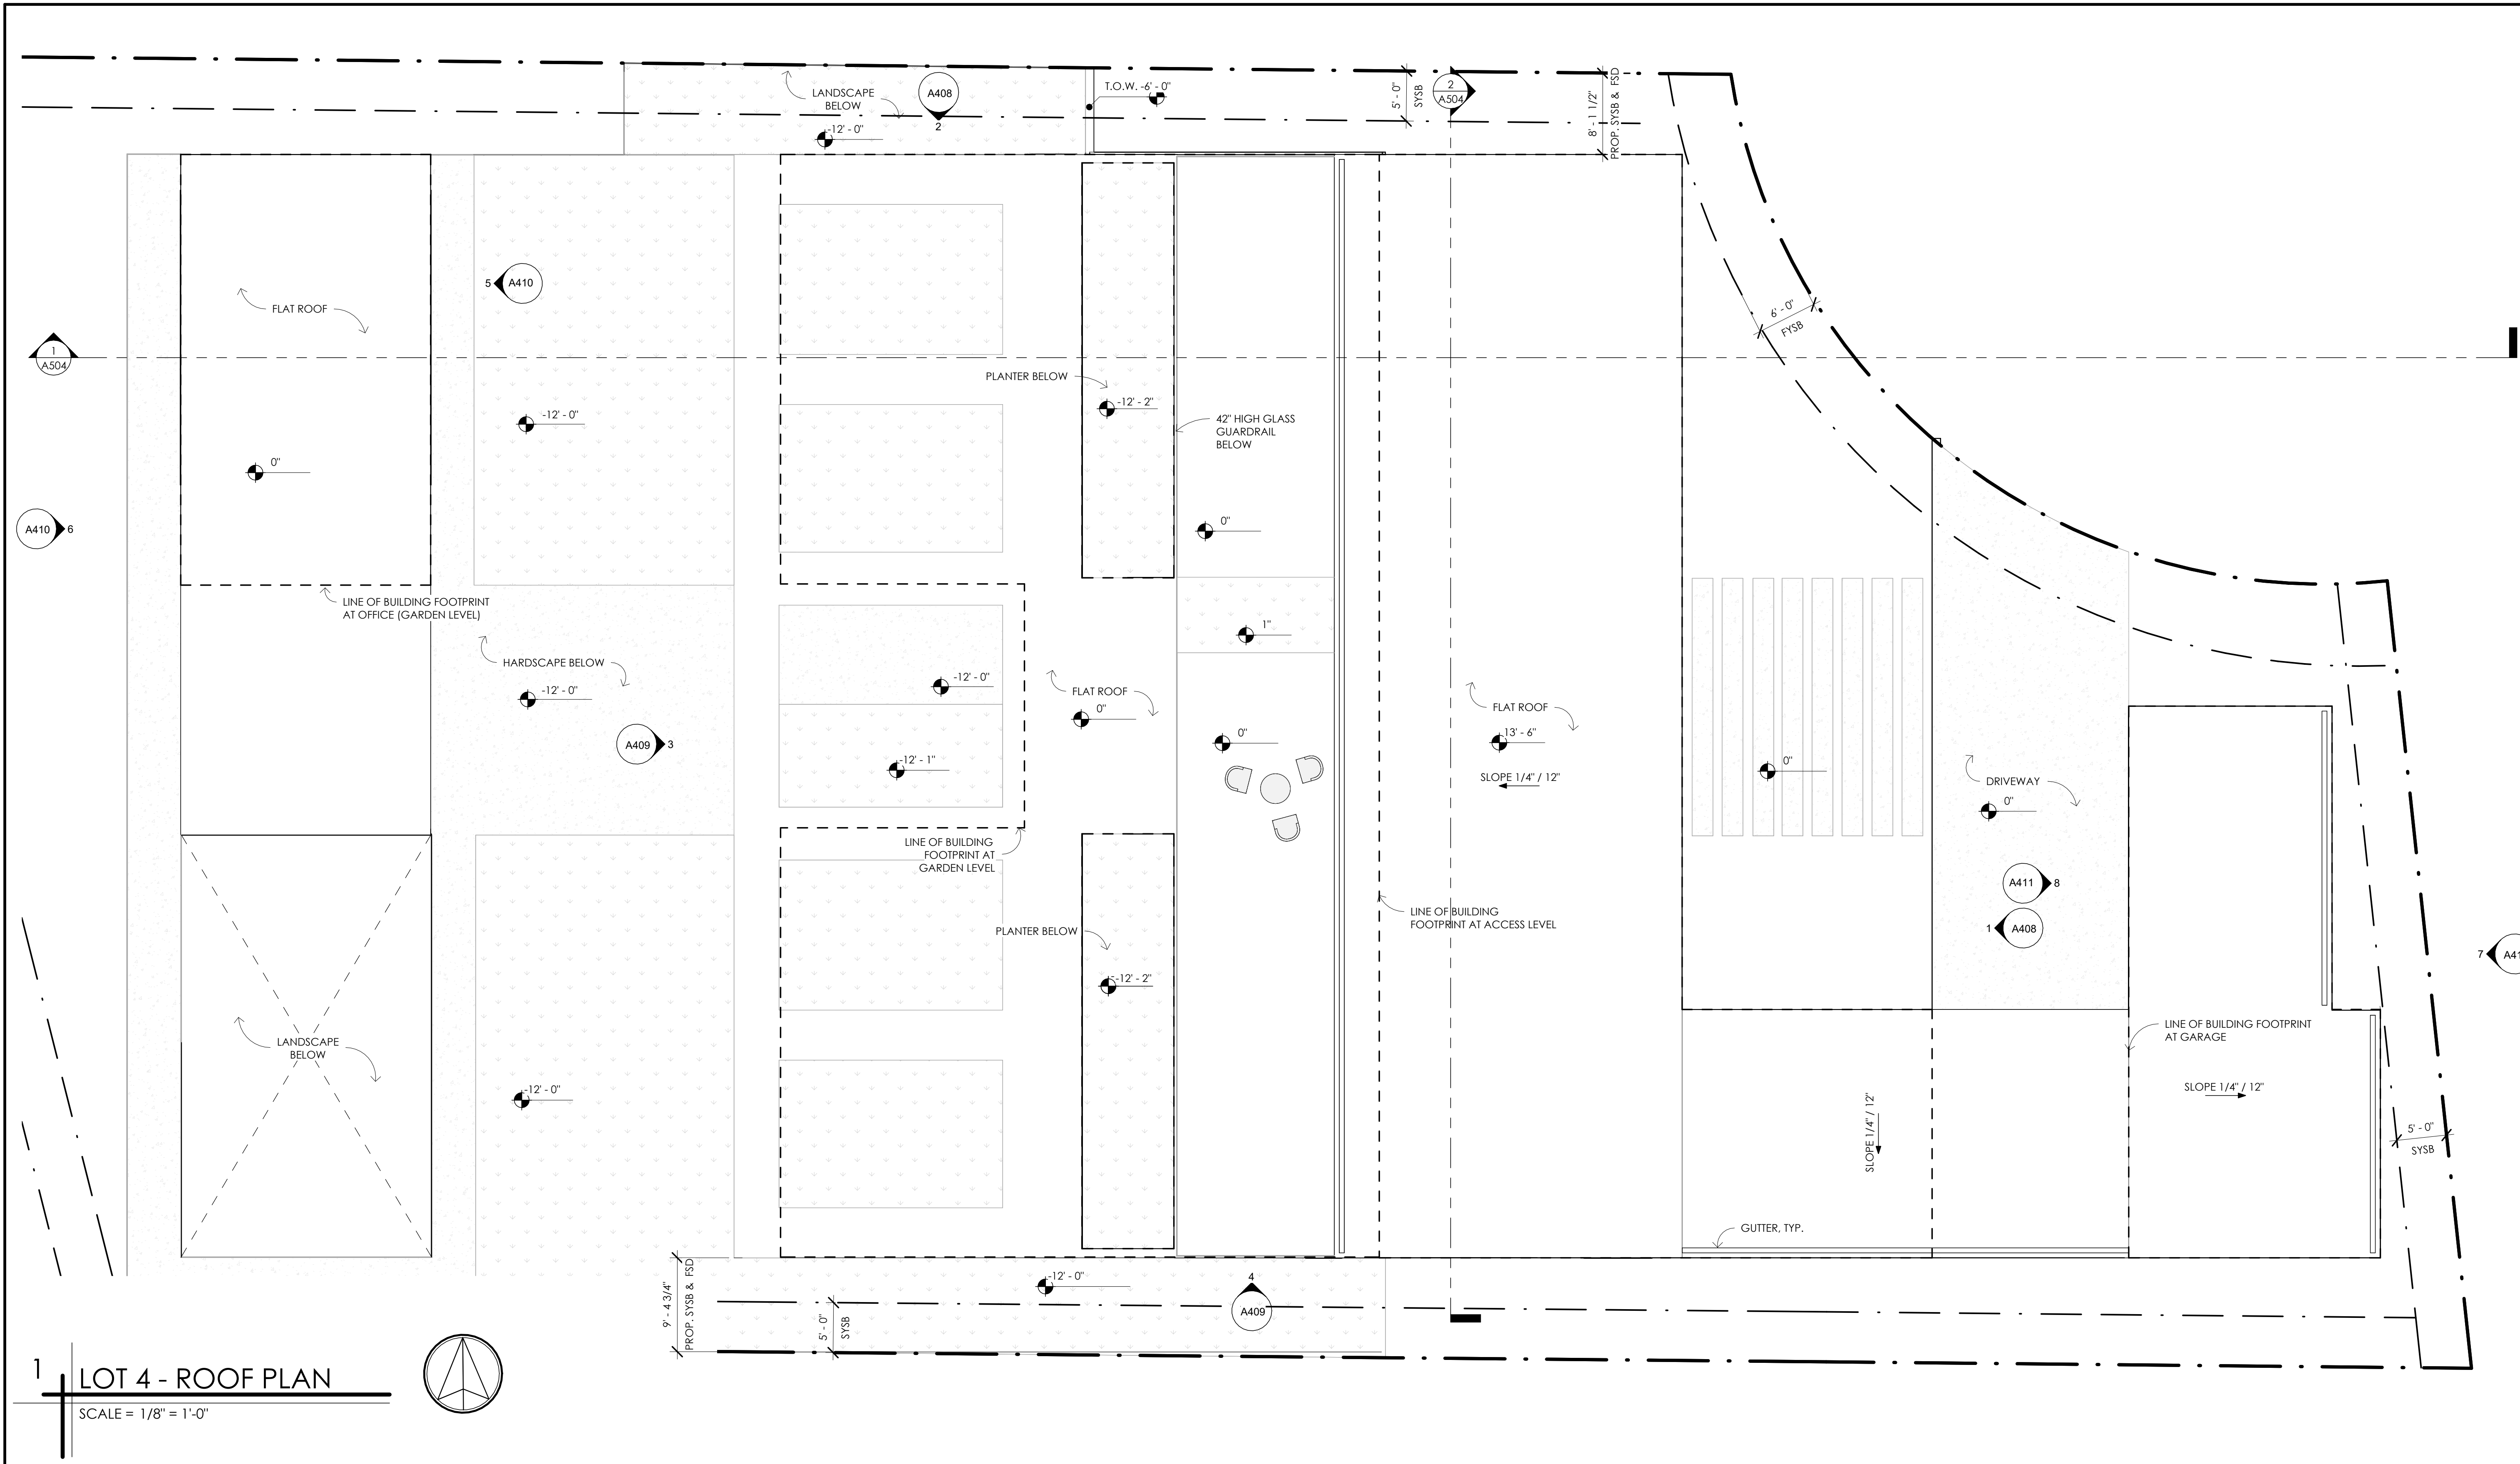 LANDSCAPE
BELOW
A408
2
-12' - 0"
T.O.W. -6' - 0"
5' - 0"
SYSB
2
A504
8' - 1 1/2"
PROP. SYSB & FSD
6' - 0"
FYSB
5
A410
FLAT ROOF
1
A504
PLANTER BELOW
-12' - 2"
-12' - 0"
42" HIGH GLASS
GUARDRAIL
BELOW
0"
A410
6
0"
LINE OF BUILDING FOOTPRINT
AT OFFICE (GARDEN LEVEL)
1"
HARDSCAPE BELOW
-12' - 0"
-12' - 0"
FLAT ROOF
0"
FLAT ROOF
13' - 6"
SLOPE 1/4" / 12"
A409
3
-12' - 1"
0"
0"
DRIVEWAY
0"
LINE OF BUILDING
FOOTPRINT AT
GARDEN LEVEL
A411
8
LINE OF BUILDING
FOOTPRINT AT ACCESS LEVEL
1
A408
PLANTER BELOW
-12' - 2"
7
LANDSCAPE
BELOW
LINE OF BUILDING FOOTPRINT
AT GARAGE
-12' - 0"
SLOPE 1/4" / 12"
SLOPE 1/4" / 12"
5' - 0"
SYSB
GUTTER, TYP.
9' - 4 3/4"
PROP. SYSB & FSD
-12' - 0"
4
A409
5' - 0"
SYSB
1
LOT 4 - ROOF PLAN
SCALE = 1/8" = 1'-0"